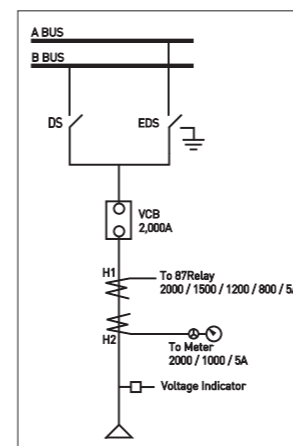 A BUS
B BUS
DS
EDS
VCB
2,000A
H1
To 87Relay
2000 / 1500 / 1200 / 800 / 5
H2
To Meter
2000 / 1000 / 5A
Voltage Indicator